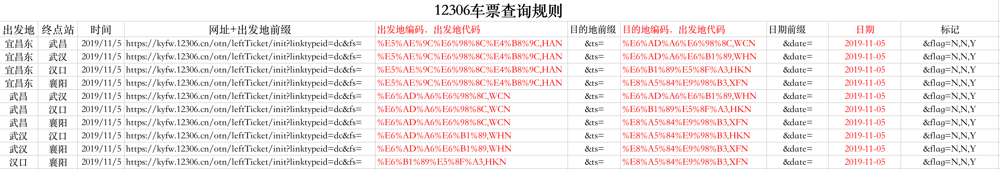 12306车票查询规则
出发地 终点站 时间 网址+出发地前缀 出发地编码，出发地代码 目的地前缀 目的地编码，出发地代码 日期前缀 日期 标记
宜昌东 武昌 2019/11/5 https://kyfw.12306.cn/otn/leftTicket/init?linktypeid=dc&fs= %E5%AE%9C%E6%98%8C%E4%B8%9C,HAN &ts= %E6%AD%A6%E6%98%8C,WCN &date= 2019-11-05 &flag=N,N,Y
宜昌东 武汉 2019/11/5 https://kyfw.12306.cn/otn/leftTicket/init?linktypeid=dc&fs= %E5%AE%9C%E6%98%8C%E4%B8%9C,HAN &ts= %E6%AD%A6%E6%B1%89,WHN &date= 2019-11-05 &flag=N,N,Y
宜昌东 汉口 2019/11/5 https://kyfw.12306.cn/otn/leftTicket/init?linktypeid=dc&fs= %E5%AE%9C%E6%98%8C%E4%B8%9C,HAN &ts= %E6%B1%89%E5%8F%A3,HKN &date= 2019-11-05 &flag=N,N,Y
宜昌东 襄阳 2019/11/5 https://kyfw.12306.cn/otn/leftTicket/init?linktypeid=dc&fs= %E5%AE%9C%E6%98%8C%E4%B8%9C,HAN &ts= %E8%A5%84%E9%98%B3,XFN &date= 2019-11-05 &flag=N,N,Y
武昌 武汉 2019/11/5 https://kyfw.12306.cn/otn/leftTicket/init?linktypeid=dc&fs= %E6%AD%A6%E6%98%8C,WCN &ts= %E6%AD%A6%E6%B1%89,WHN &date= 2019-11-05 &flag=N,N,Y
武昌 汉口 2019/11/5 https://kyfw.12306.cn/otn/leftTicket/init?linktypeid=dc&fs= %E6%AD%A6%E6%98%8C,WCN &ts= %E6%B1%89%E5%8F%A3,HKN &date= 2019-11-05 &flag=N,N,Y
武昌 襄阳 2019/11/5 https://kyfw.12306.cn/otn/leftTicket/init?linktypeid=dc&fs= %E6%AD%A6%E6%98%8C,WCN &ts= %E8%A5%84%E9%98%B3,XFN &date= 2019-11-05 &flag=N,N,Y
武汉 汉口 2019/11/5 https://kyfw.12306.cn/otn/leftTicket/init?linktypeid=dc&fs= %E6%AD%A6%E6%B1%89,WHN &ts= %E8%A5%84%E9%98%B3,HKN &date= 2019-11-05 &flag=N,N,Y
武汉 襄阳 2019/11/5 https://kyfw.12306.cn/otn/leftTicket/init?linktypeid=dc&fs= %E6%AD%A6%E6%B1%89,WHN &ts= %E8%A5%84%E9%98%B3,XFN &date= 2019-11-05 &flag=N,N,Y
汉口 襄阳 2019/11/5 https://kyfw.12306.cn/otn/leftTicket/init?linktypeid=dc&fs= %E6%B1%89%E5%8F%A3,HKN &ts= %E8%A5%84%E9%98%B3,XFN &date= 2019-11-05 &flag=N,N,Y